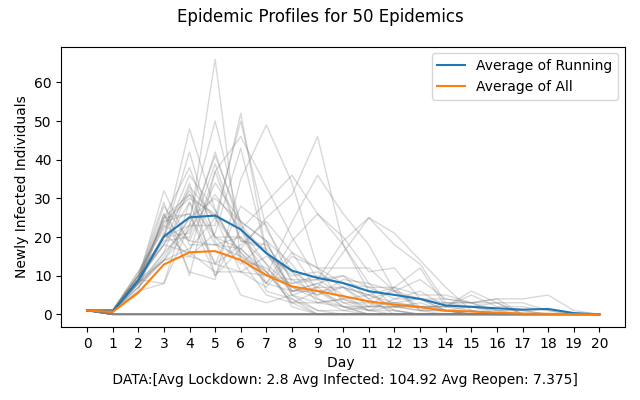 Epidemic Profiles for 50 Epidemics
Average of Running
Average of All
Newly Infected Individuals
60
50
40
30
20
10
0
0 1 2 3 4 5 6 7 8 9 10 11 12 13 14 15 16 17 18 19 20
Day
DATA:[Avg Lockdown: 2.8 Avg Infected: 104.92 Avg Reopen: 7.375]